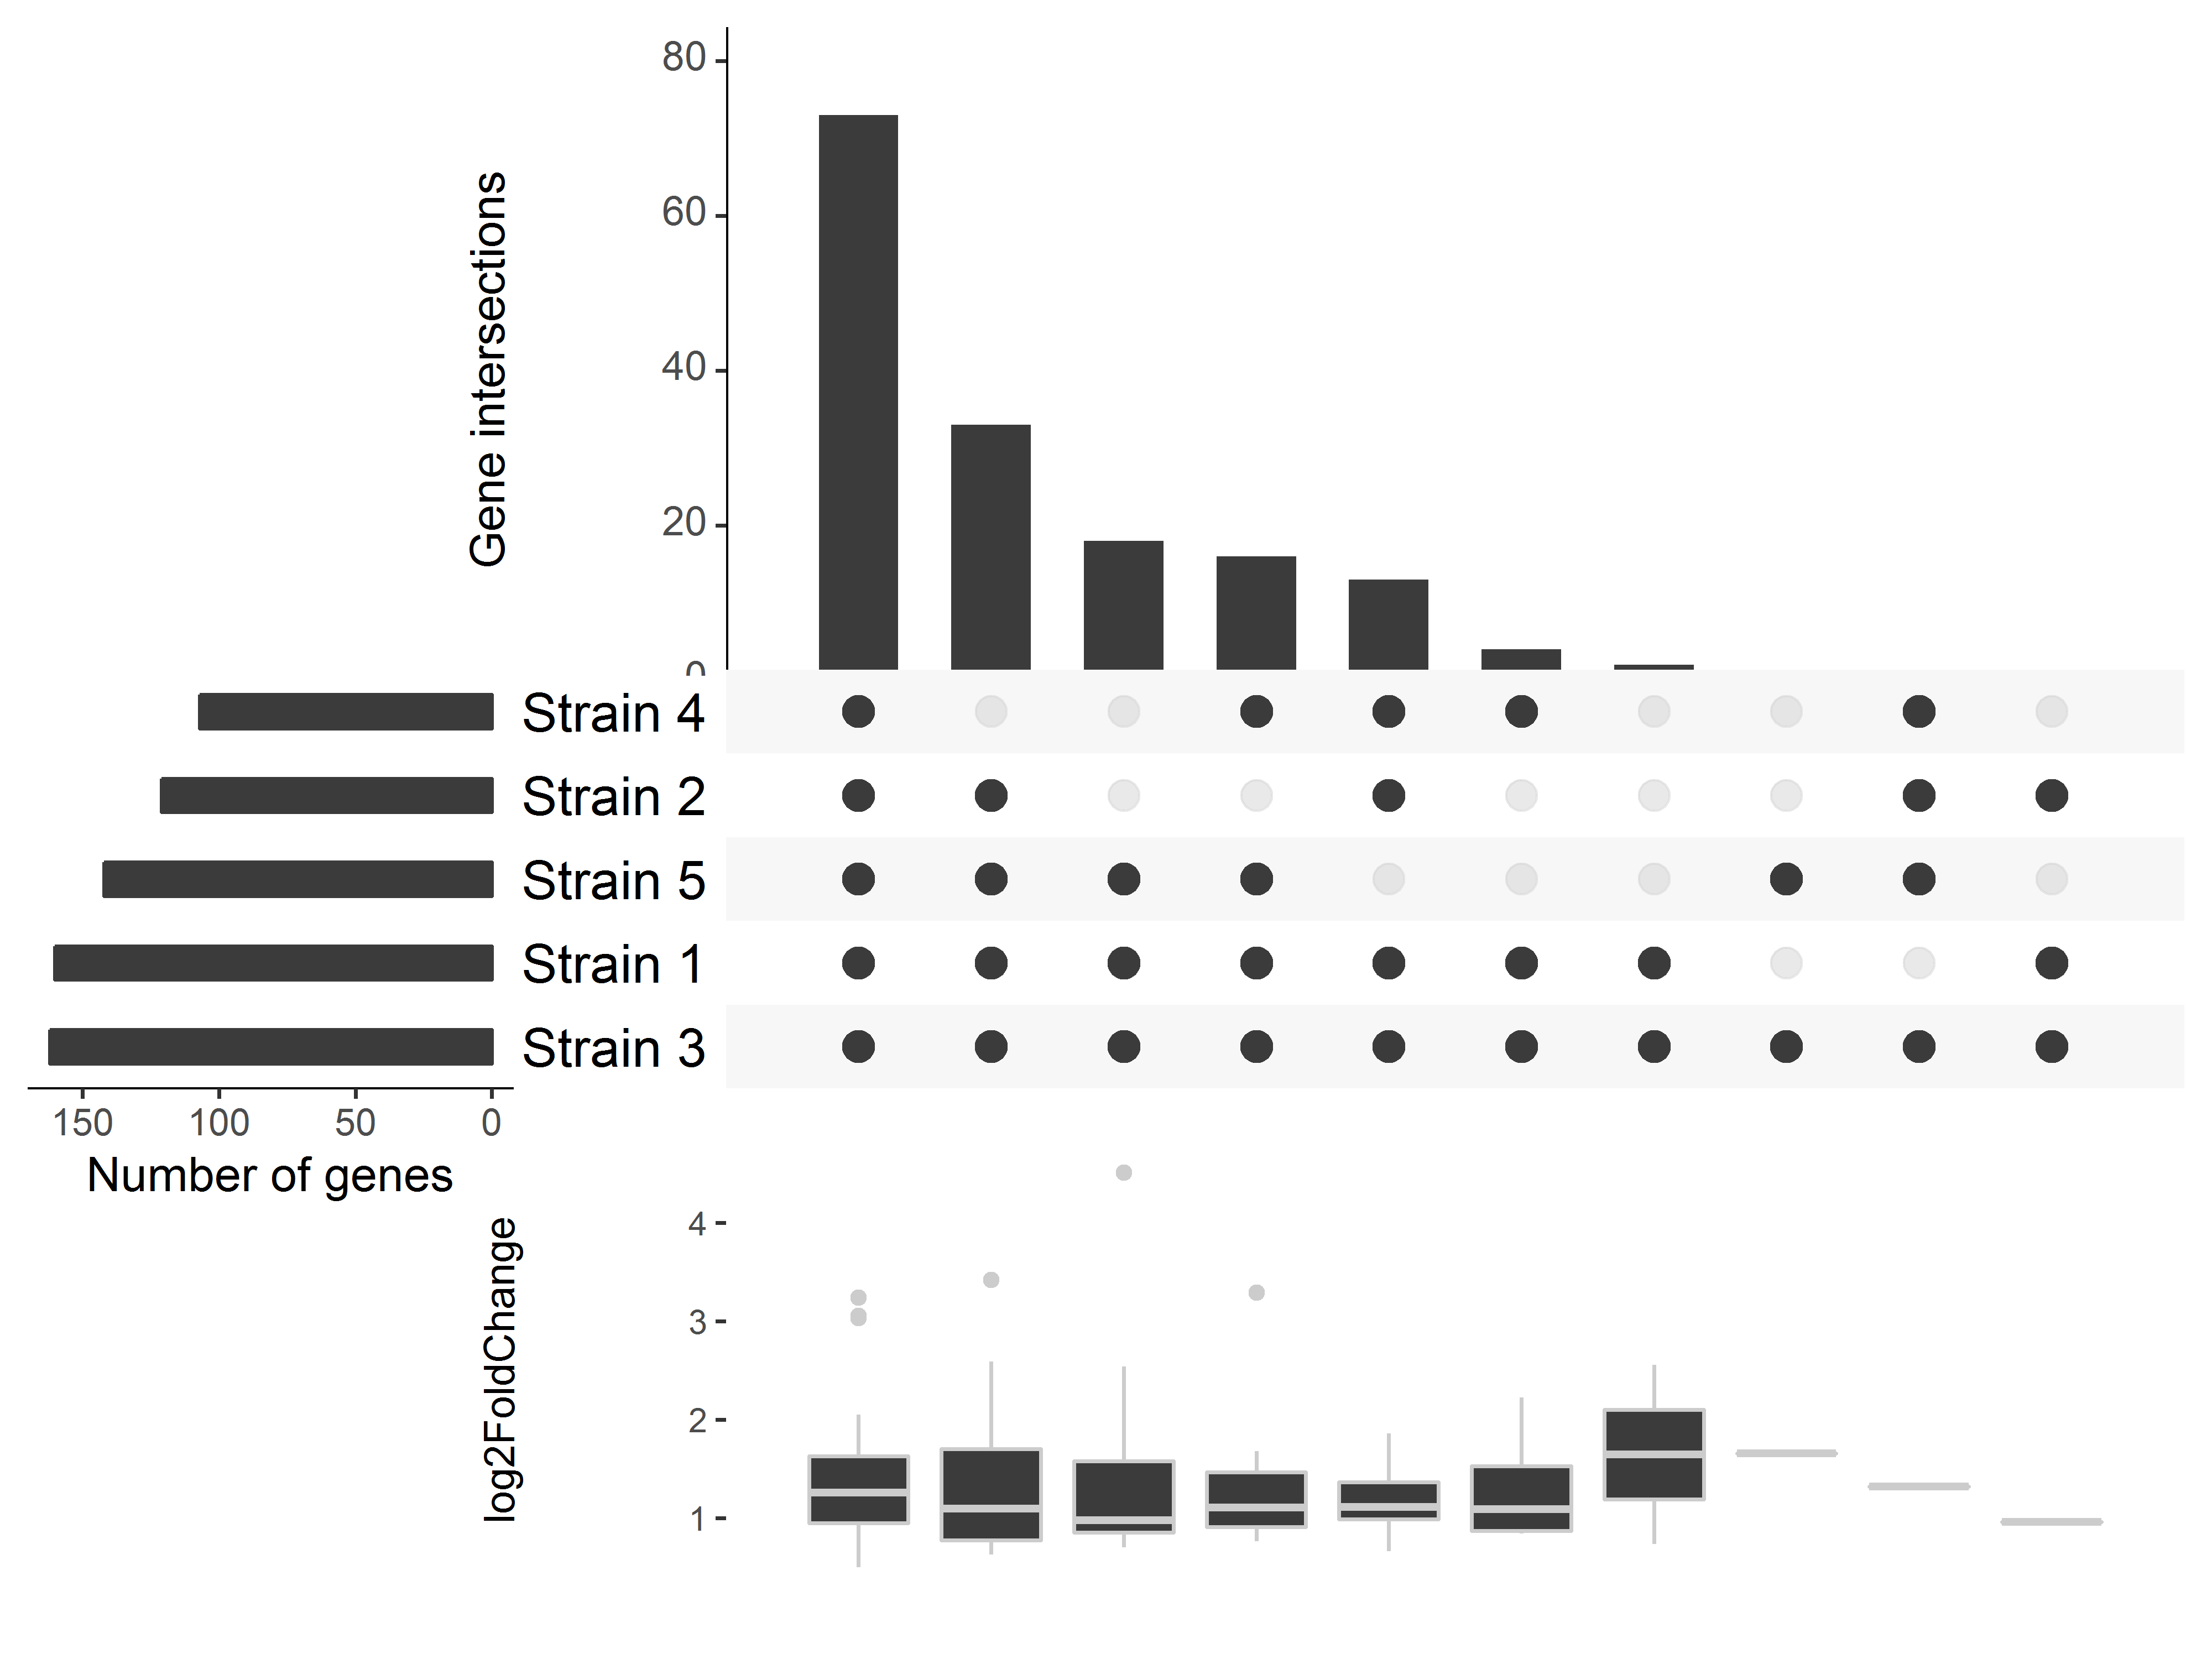 80
60
40
20
0
Gene intersections
Strain 4
Strain 2
Strain 5
Strain 1
Strain 3
150 100 50 0
Number of genes
4
3
2
1
log2FoldChange